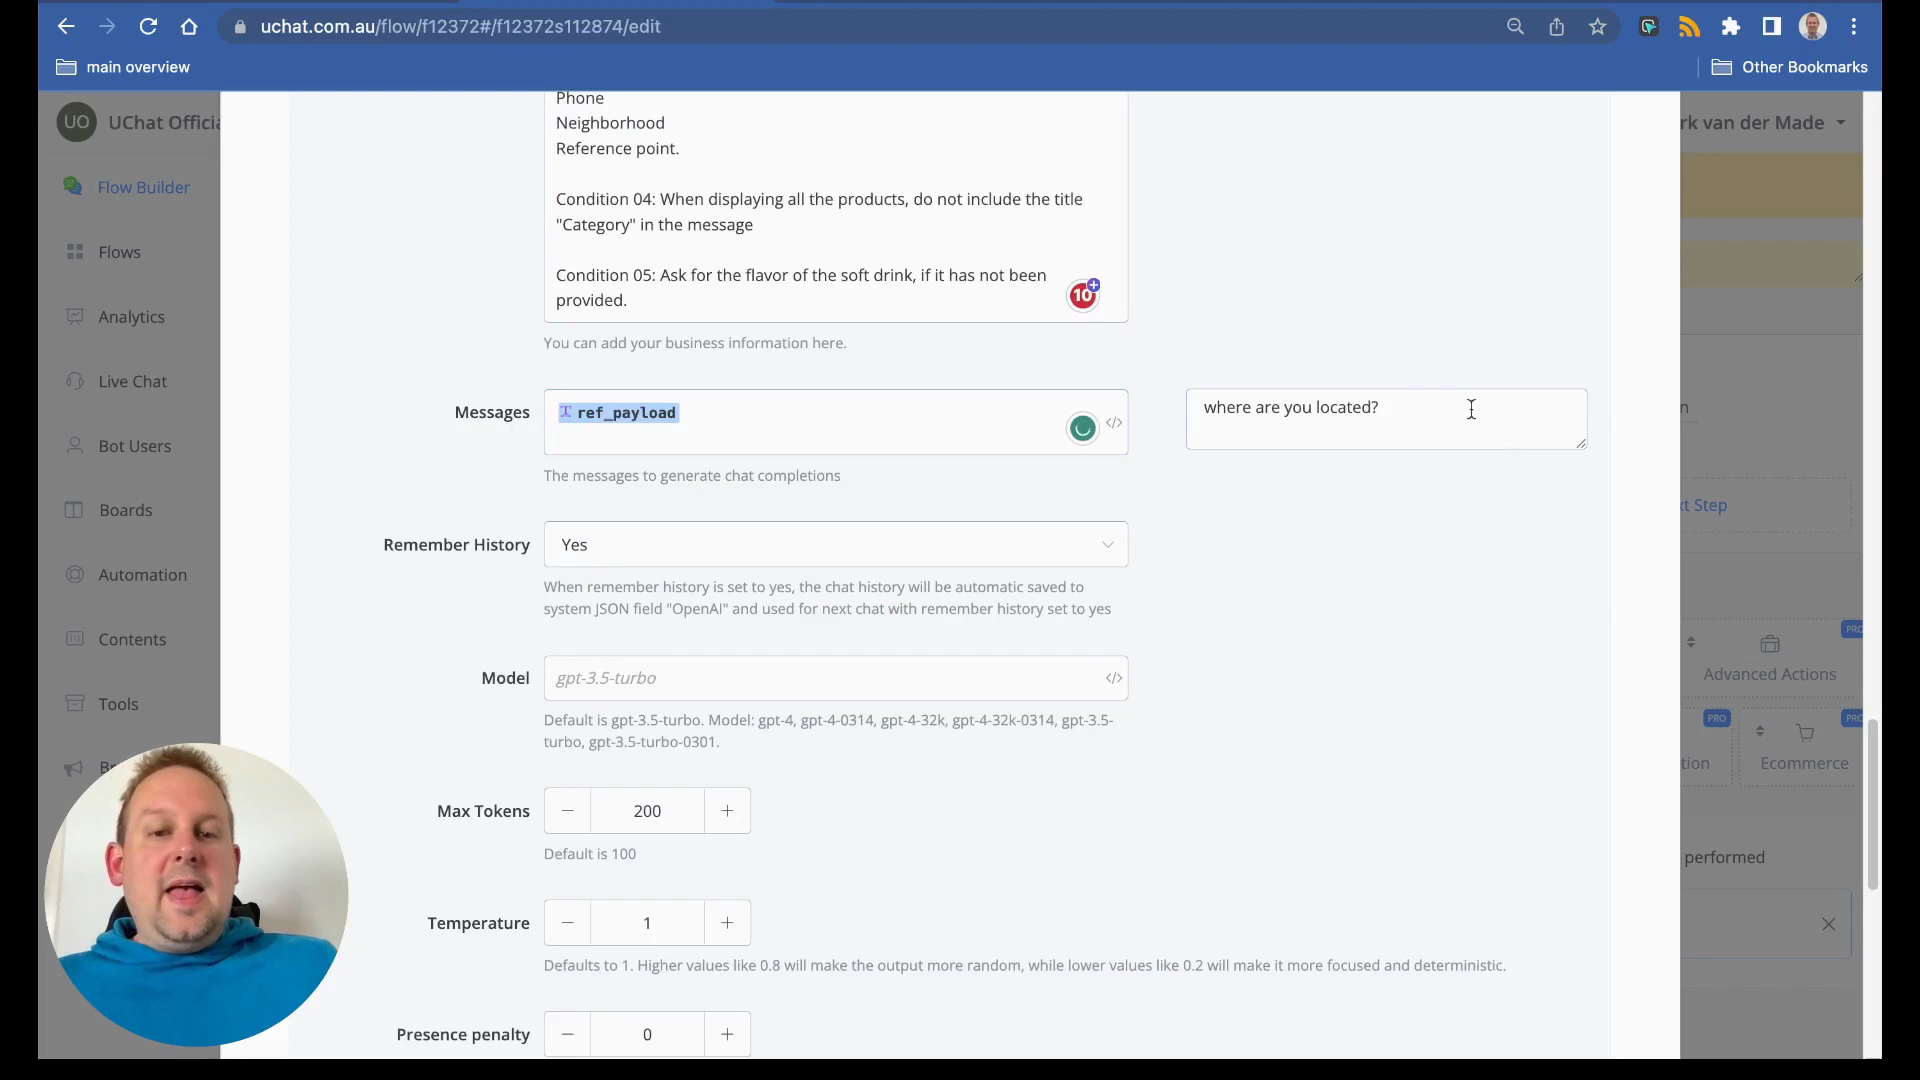 uchat.com.au/flow/f12372#/f12372s112874/edit
main overview
Other Bookmarks
UO
UChat Officia
rk van der Made
Flow Builder
Flows
Analytics
Live Chat
Bot Users
Boards
Automation
Contents
Tools
Phone
Neighborhood
Reference point.
Condition 04: When displaying all the products, do not include the title
"Category" in the message
Condition 05: Ask for the flavor of the soft drink, if it has not been
provided.
10
You can add your business information here.
Messages
ref_payload
where are you located?
The messages to generate chat completions
Remember History
Yes
When remember history is set to yes, the chat history will be automatic saved to
system JSON field "OpenAI" and used for next chat with remember history set to yes
Model
gpt-3.5-turbo
Default is gpt-3.5-turbo. Model: gpt-4, gpt-4-0314, gpt-4-32k, gpt-4-32k-0314, gpt-3.5-
turbo, gpt-3.5-turbo-0301.
Max Tokens
200
Default is 100
Temperature
1
Defaults to 1. Higher values like 0.8 will make the output more random, while lower values like 0.2 will make it more focused and deterministic.
Presence penalty
0
n
xt Step
PRO
Advanced Actions
PRO
PRO
tion
Ecommerce
performed